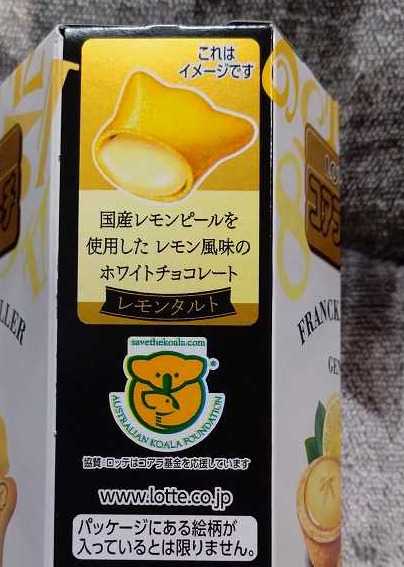 これは
イメージです
国産レモンピールを
使用した レモン風味の
ホワイトチョコレート
レモンタルト
savethekoala.com
AUSTRALIAN KOALA FOUNDATION
協賛:ロッテはコアラ基金を応援しています
www.lotte.co.jp
パッケージにある絵柄が
入っているとは限りません。
LLER
FRANCK
GE
コアラ